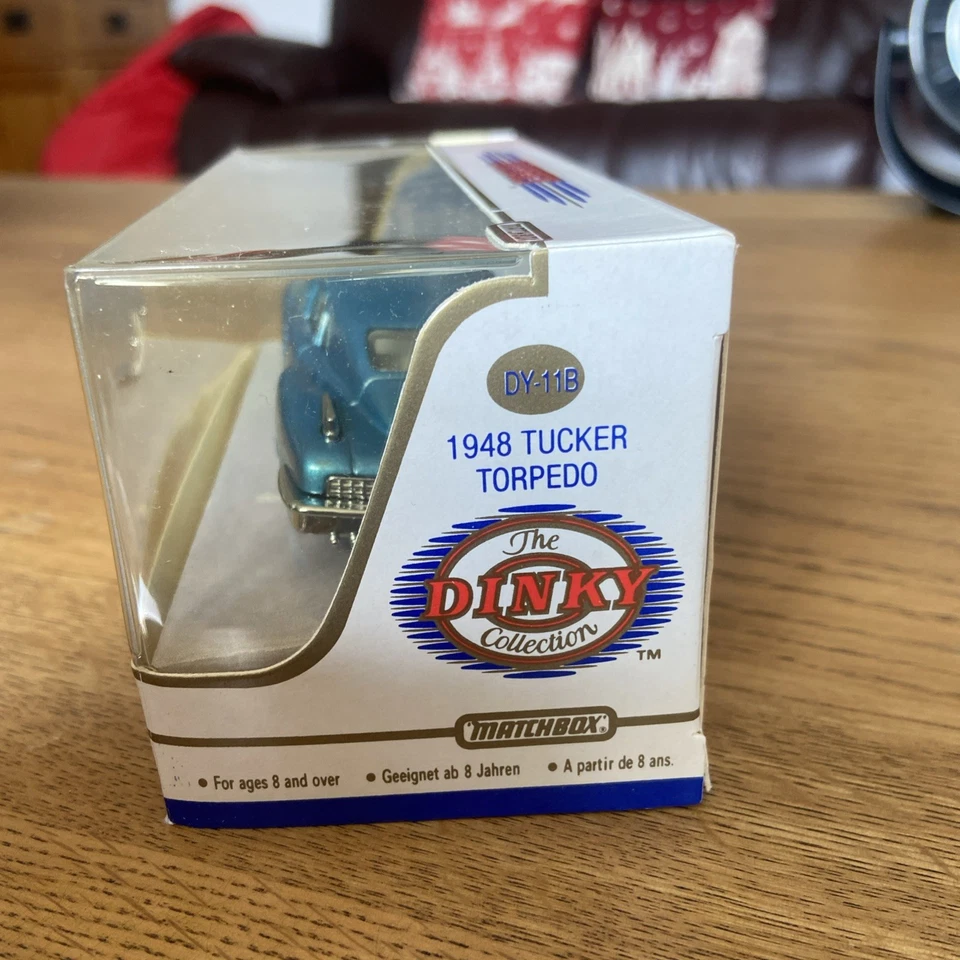 DY-11B
1948 TUCKER
TORPEDO
The
DINKY
Collection
TM
MATCHBOX®
• For ages 8 and over • Geeignet ab 8 Jahren • A partir de 8 ans.